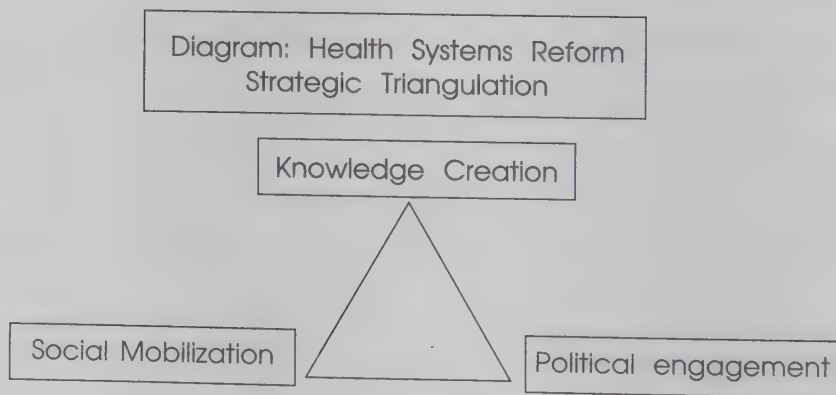 Diagram: Health Systems Reform
Strategic Triangulation
Knowledge Creation
Social Mobilization
Political engagement